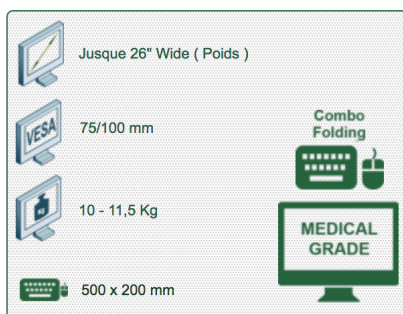 Jusque 26" Wide ( Poids )
VESA
75/100 mm
KG
10 - 11,5 Kg
500 x 200 mm
Combo
Folding
MEDICAL
GRADE